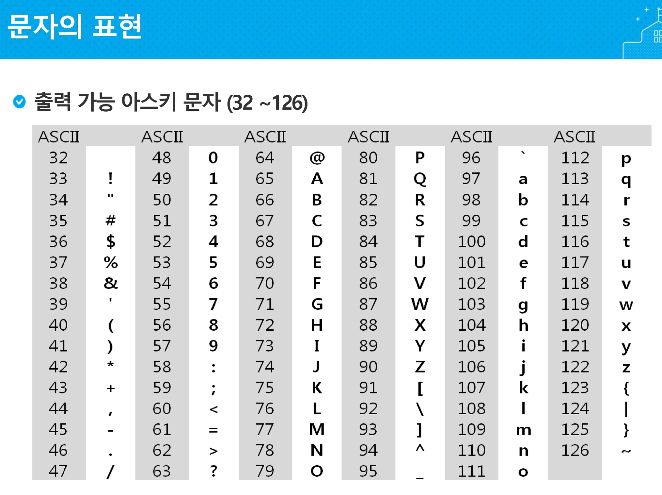 문자의 표현
출력 가능 아스키 문자 (32 ~126)
ASCII ASCII ASCII ASCII ASCII ASCII
32 48 0 64 @ 80 P 96 ` 112 p
33 ! 49 1 65 A 81 Q 97 a 113 q
34 " 50 2 66 B 82 R 98 b 114 r
35 # 51 3 67 C 83 S 99 c 115 s
36 $ 52 4 68 D 84 T 100 d 116 t
37 % 53 5 69 E 85 U 101 e 117 u
38 & 54 6 70 F 86 V 102 f 118 v
39 ' 55 7 71 G 87 W 103 g 119 w
40 ( 56 8 72 H 88 X 104 h 120 x
41 ) 57 9 73 I 89 Y 105 i 121 y
42 * 58 : 74 J 90 Z 106 j 122 z
43 + 59 ; 75 K 91 [ 107 k 123 {
44 , 60 < 76 L 92 \ 108 l 124 |
45 - 61 = 77 M 93 ] 109 m 125 }
46 . 62 > 78 N 94 ^ 110 n 126 ~
47 / 63 ? 79 O 95 _ 111 o